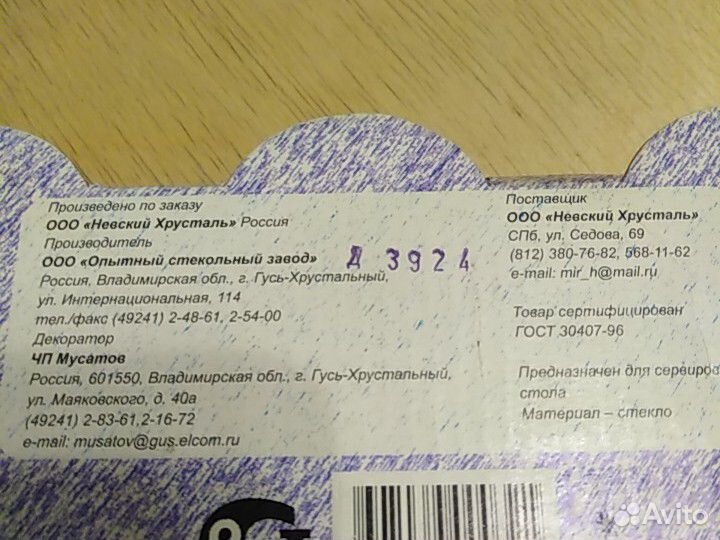 Произведено по заказу
ООО «Невский Хрусталь» Россия
Производитель
ООО «Опытный стекольный завод» Д 3924
Россия, Владимирская обл., г. Гусь-Хрустальный,
ул. Интернациональная, 114
тел./факс (49241) 2-48-61, 2-54-00
Декоратор
ЧП Мусатов
Россия, 601550, Владимирская обл., г. Гусь-Хрустальный,
ул. Маяковского, д. 40а
(49241) 2-83-61,2-16-72
e-mail: musatov@gus.elcom.ru
Поставщик
ООО «Невский Хрусталь»
СПб, ул. Седова, 69
(812) 380-76-82, 568-11-62
e-mail: mir_h@mail.ru
Товар сертифицирован
ГОСТ 30407-96
Предназначен для сервиро
стола
Материал – стекло
Avito